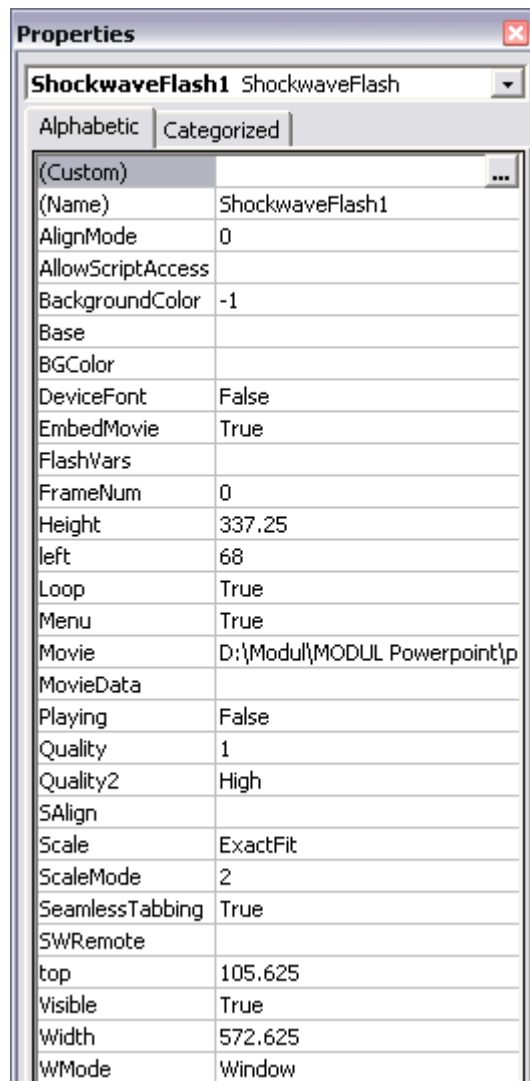 Properties
ShockwaveFlash1 ShockwaveFlash
Alphabetic Categorized
(Custom) ...
(Name) ShockwaveFlash1
AlignMode 0
AllowScriptAccess
BackgroundColor -1
Base
BGColor
DeviceFont False
EmbedMovie True
FlashVars
FrameNum 0
Height 337.25
left 68
Loop True
Menu True
Movie D:\Modul\MODUL Powerpoint\p
MovieData
Playing False
Quality 1
Quality2 High
SAlign
Scale ExactFit
ScaleMode 2
SeamlessTabbing True
SWRemote
top 105.625
Visible True
Width 572.625
WMode Window